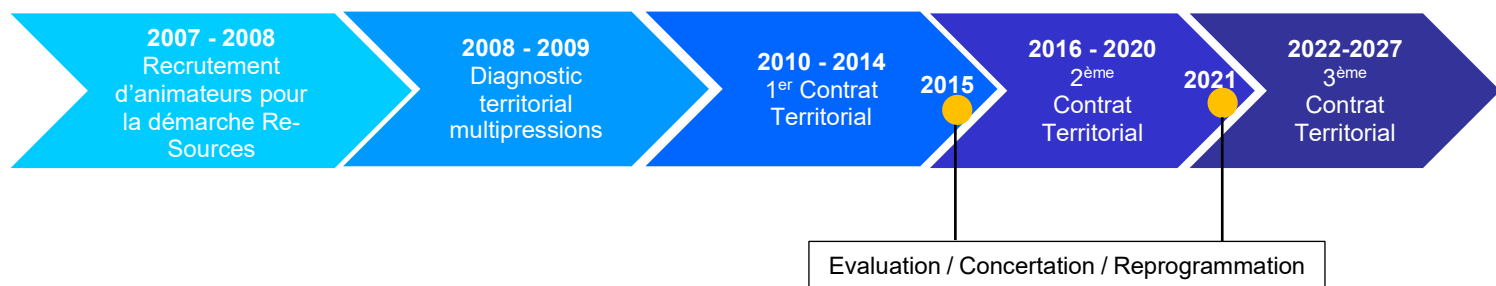 2007 - 2008
Recrutement
d’animateurs pour
la démarche Re-
Sources
2008 - 2009
Diagnostic
territorial
multipressions
2010 - 2014
1er Contrat
Territorial
2015
2016 - 2020
2ème
Contrat
Territorial
2021
2022-2027
3ème
Contrat
Territorial
Evaluation / Concertation / Reprogrammation